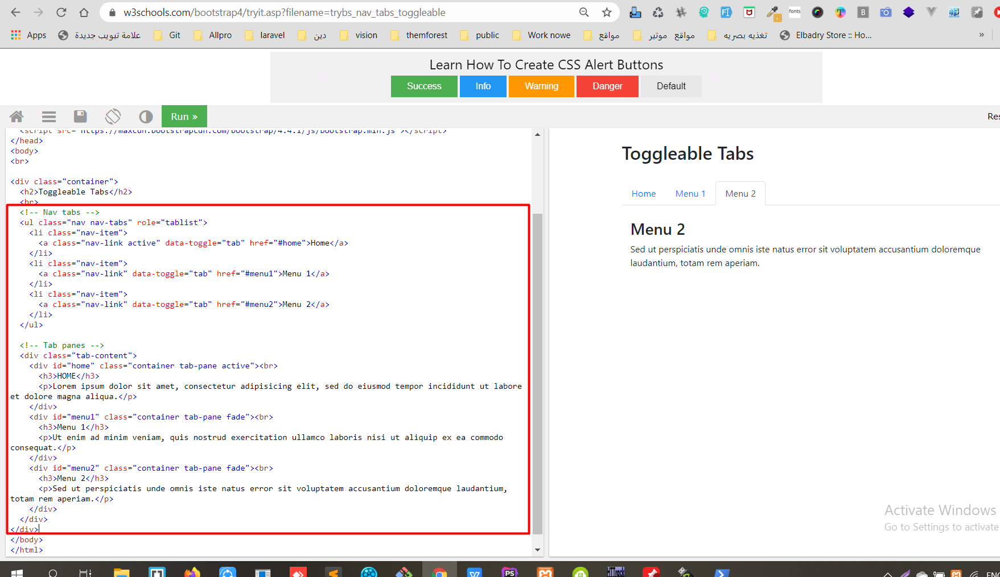 w3schools.com/bootstrap4/tryit.asp?filename=trybs_nav_tabs_toggleable
fonts
Apps علامة تبويب جديدة Git Allpro laravel دين vision themforest public Work nowe مواقع مواقع موتير تغذيه بصريه Elbadry Store :: Ho... »
Learn How To Create CSS Alert Buttons
Success Info Warning Danger Default
Run »
Res
<script src="https://maxcdn.bootstrapcdn.com/bootstrap/4.4.1/js/bootstrap.min.js"></script>
</head>
<body>
<br>
<div class="container">
<h2>Toggleable Tabs</h2>
<br>
<!-- Nav tabs -->
<ul class="nav nav-tabs" role="tablist">
<li class="nav-item">
<a class="nav-link active" data-toggle="tab" href="#home">Home</a>
</li>
<li class="nav-item">
<a class="nav-link" data-toggle="tab" href="#menu1">Menu 1</a>
</li>
<li class="nav-item">
<a class="nav-link" data-toggle="tab" href="#menu2">Menu 2</a>
</li>
</ul>
<!-- Tab panes -->
<div class="tab-content">
<div id="home" class="container tab-pane active"><br>
<h3>HOME</h3>
<p>Lorem ipsum dolor sit amet, consectetur adipisicing elit, sed do eiusmod tempor incididunt ut labore
et dolore magna aliqua.</p>
</div>
<div id="menu1" class="container tab-pane fade"><br>
<h3>Menu 1</h3>
<p>Ut enim ad minim veniam, quis nostrud exercitation ullamco laboris nisi ut aliquip ex ea commodo
consequat.</p>
</div>
<div id="menu2" class="container tab-pane fade"><br>
<h3>Menu 2</h3>
<p>Sed ut perspiciatis unde omnis iste natus error sit voluptatem accusantium doloremque laudantium,
totam rem aperiam.</p>
</div>
</div>
</div>
</body>
</html>
Toggleable Tabs
Home Menu 1 Menu 2
Menu 2
Sed ut perspiciatis unde omnis iste natus error sit voluptatem accusantium doloremque
laudantium, totam rem aperiam.
Activate Windows
Go to Settings to activate
PS
ENG